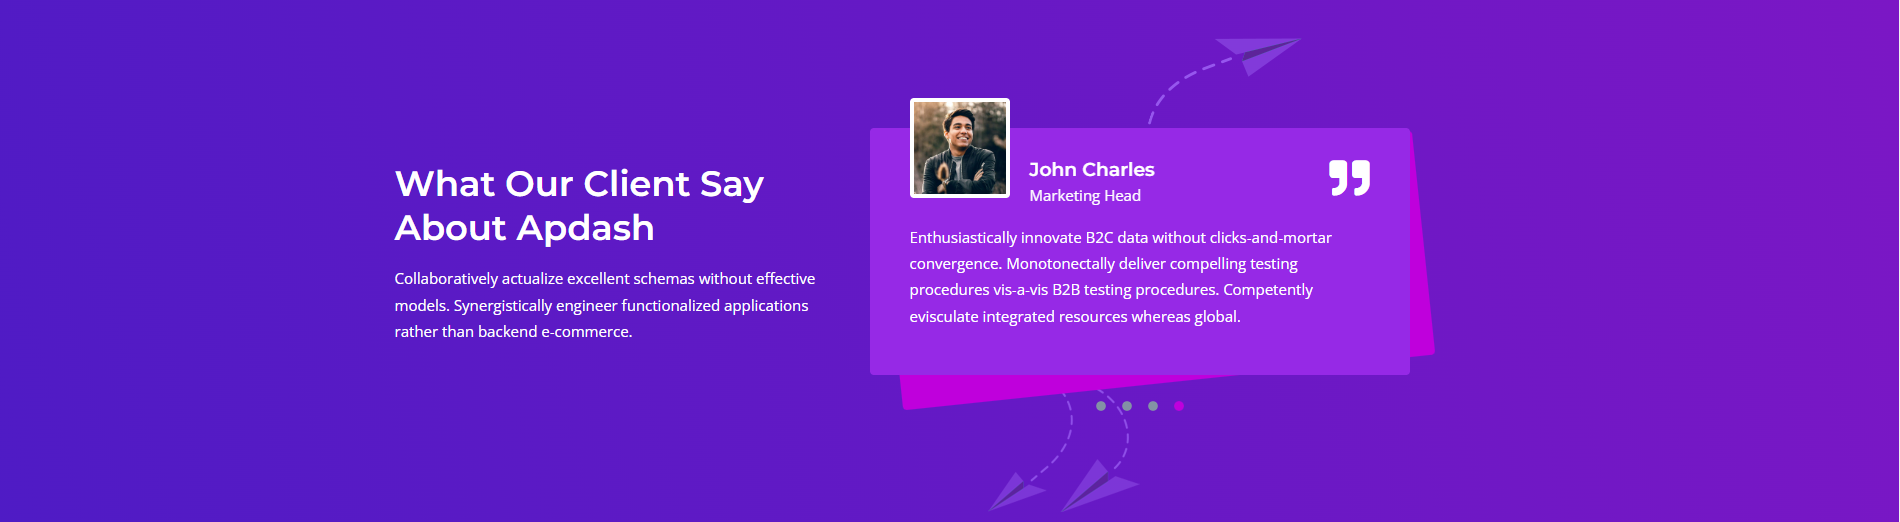 What Our Client Say
About Apdash
Collaboratively actualize excellent schemas without effective
models. Synergistically engineer functionalized applications
rather than backend e-commerce.
John Charles
Marketing Head
Enthusiastically innovate B2C data without clicks-and-mortar
convergence. Monotonectally deliver compelling testing
procedures vis-a-vis B2B testing procedures. Competently
evisculate integrated resources whereas global.